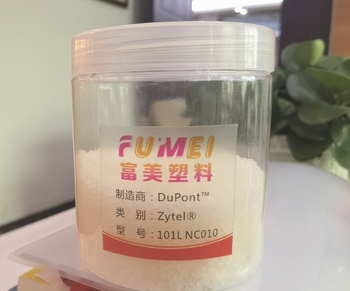 FUMEI
富美塑料
制造商：DuPont™
类 别：Zytel®
型 号：101L NC010